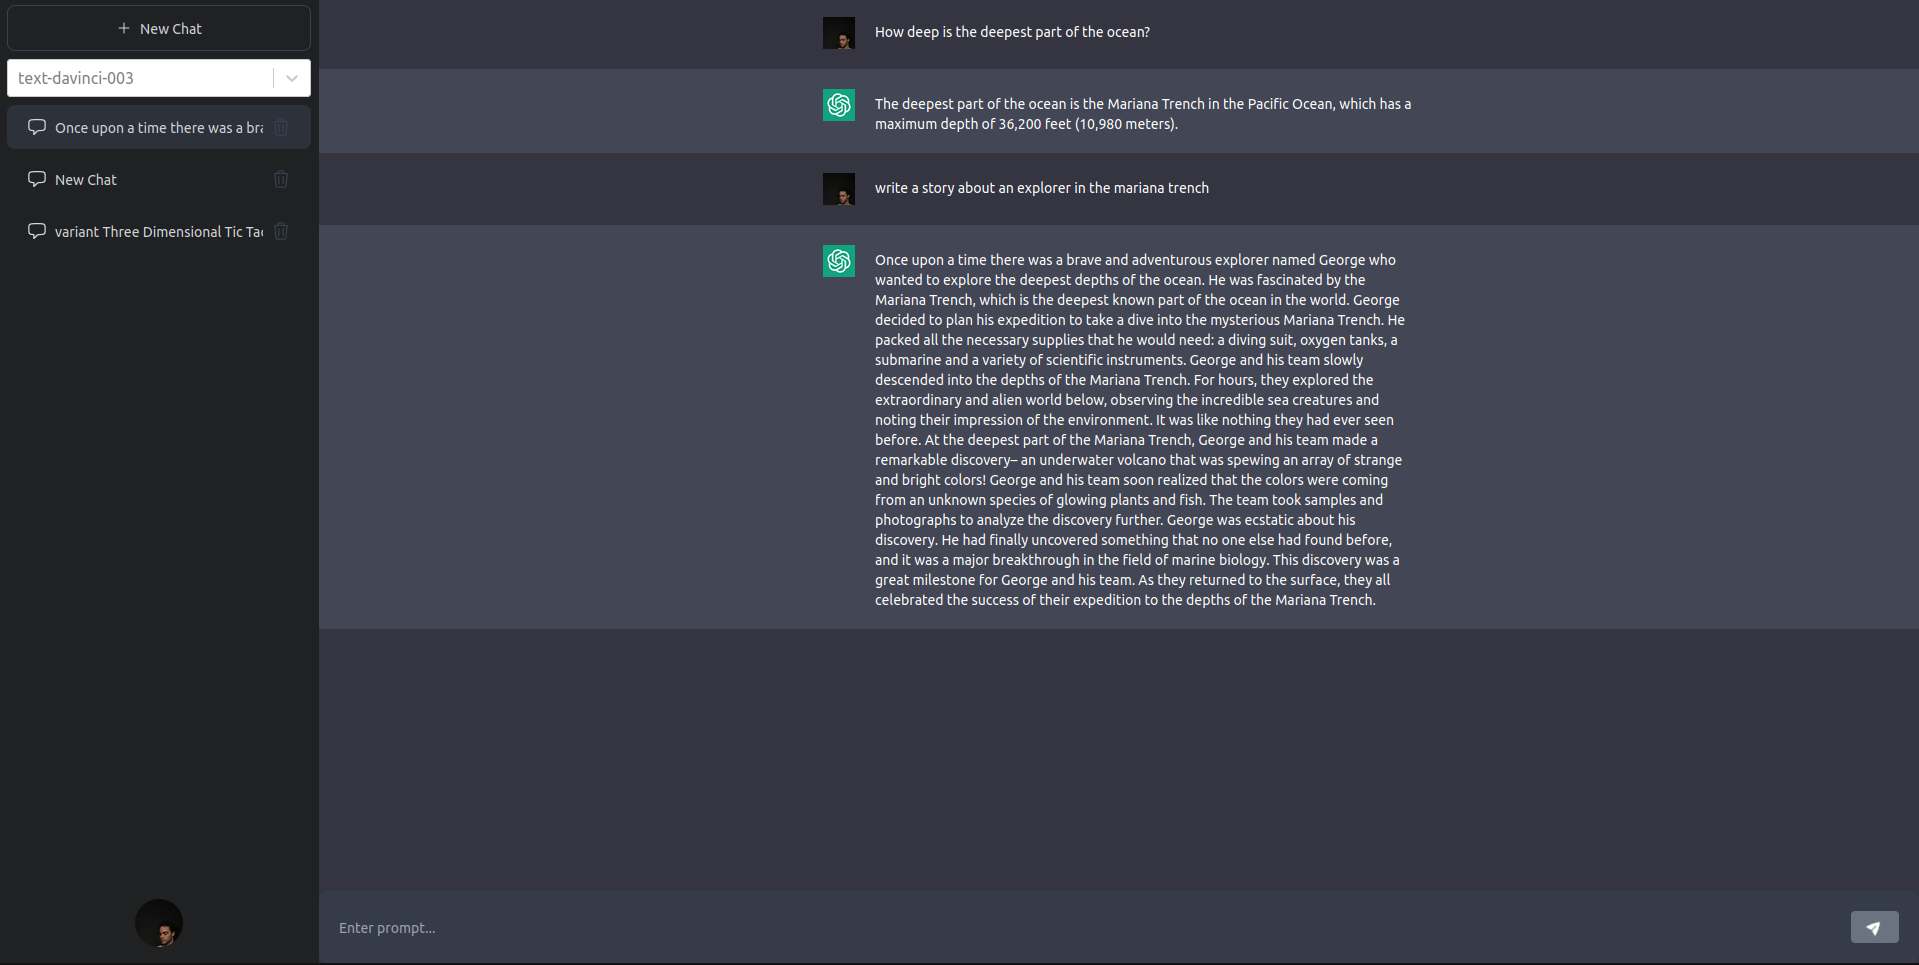 New Chat
text-davinci-003
Once upon a time there was a bra
New Chat
variant Three Dimensional Tic Tac
How deep is the deepest part of the ocean?
The deepest part of the ocean is the Mariana Trench in the Pacific Ocean, which has a
maximum depth of 36,200 feet (10,980 meters).
write a story about an explorer in the mariana trench
Once upon a time there was a brave and adventurous explorer named George who
wanted to explore the deepest depths of the ocean. He was fascinated by the
Mariana Trench, which is the deepest known part of the ocean in the world. George
decided to plan his expedition to take a dive into the mysterious Mariana Trench. He
packed all the necessary supplies that he would need: a diving suit, oxygen tanks, a
submarine and a variety of scientific instruments. George and his team slowly
descended into the depths of the Mariana Trench. For hours, they explored the
extraordinary and alien world below, observing the incredible sea creatures and
noting their impression of the environment. It was like nothing they had ever seen
before. At the deepest part of the Mariana Trench, George and his team made a
remarkable discovery– an underwater volcano that was spewing an array of strange
and bright colors! George and his team soon realized that the colors were coming
from an unknown species of glowing plants and fish. The team took samples and
photographs to analyze the discovery further. George was ecstatic about his
discovery. He had finally uncovered something that no one else had found before,
and it was a major breakthrough in the field of marine biology. This discovery was a
great milestone for George and his team. As they returned to the surface, they all
celebrated the success of their expedition to the depths of the Mariana Trench.
Enter prompt...